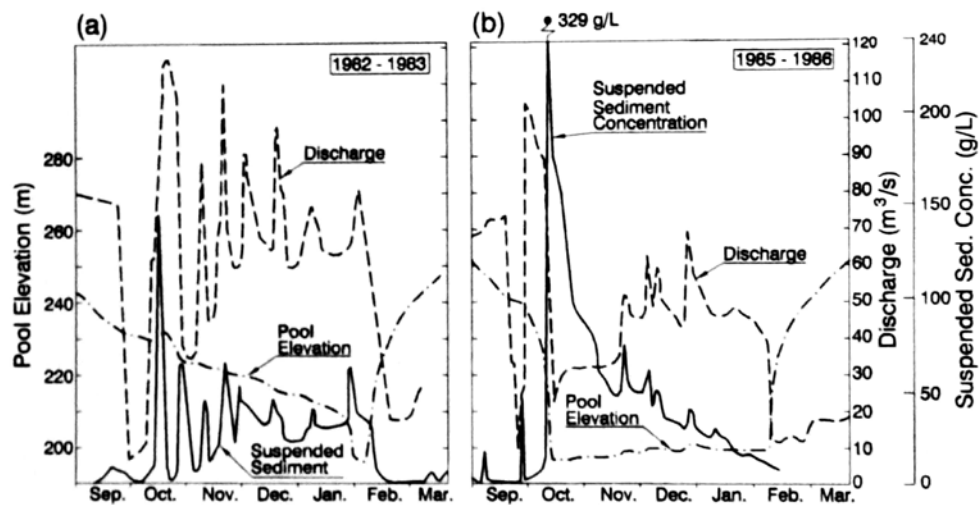 (a)
1962 - 1963
Pool Elevation (m)
280
260
240
220
200
Discharge
Pool
Elevation
Suspended
Sediment
Sep. Oct. Nov. Dec. Jan. Feb. Mar.
(b)
329 g/L
1965 - 1966
Suspended
Sediment
Concentration
Discharge
Pool
Elevation
Sep. Oct. Nov. Dec. Jan. Feb. Mar.
120
110
100
90
80
70
60
50
40
30
20
10
0
Discharge (m³/s)
240
200
150
100
50
0
Suspended Sed. Conc. (g/L)